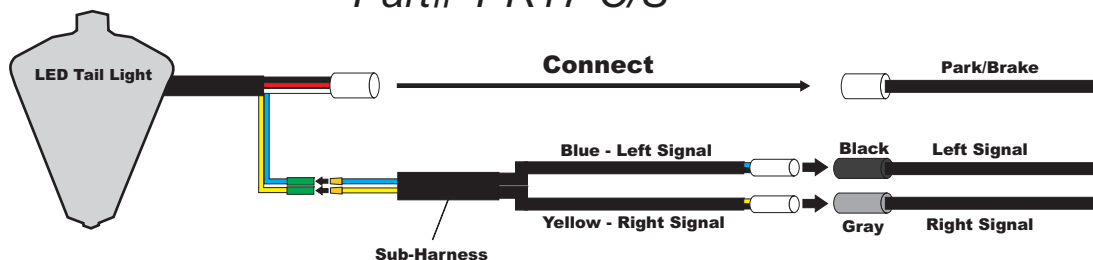 LED Tail Light
Connect
Park/Brake
Blue - Left Signal
Black
Left Signal
Yellow - Right Signal
Gray
Right Signal
Sub-Harness